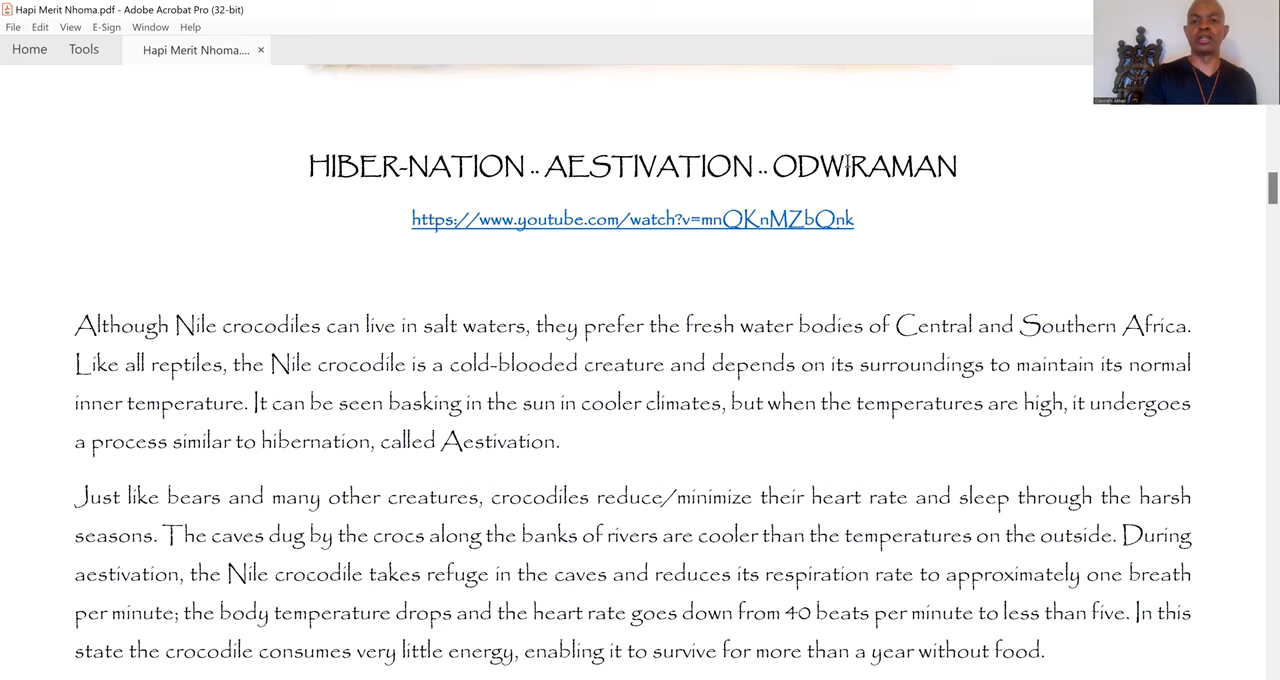 Hapi Merit Nhoma.pdf - Adobe Acrobat Pro (32-bit)
File Edit View E-Sign Window Help
Home Tools Hapi Merit Nhoma.... ×
HIBER-NATION .. AESTIVATION .. ODWIRAMAN
https://www.youtube.com/watch?v=mnQKnMZbQnk
Although Nile crocodiles can live in salt waters, they prefer the fresh water bodies of Central and Southern Africa.
Like all reptiles, the Nile crocodile is a cold-blooded creature and depends on its surroundings to maintain its normal
inner temperature. It can be seen basking in the sun in cooler climates, but when the temperatures are high, it undergoes
a process similar to hibernation, called Aestivation.
Just like bears and many other creatures, crocodiles reduce/minimize their heart rate and sleep through the harsh
seasons. The caves dug by the crocs along the banks of rivers are cooler than the temperatures on the outside. During
aestivation, the Nile crocodile takes refuge in the caves and reduces its respiration rate to approximately one breath
per minute; the body temperature drops and the heart rate goes down from 40 beats per minute to less than five. In this
state the crocodile consumes very little energy, enabling it to survive for more than a year without food.